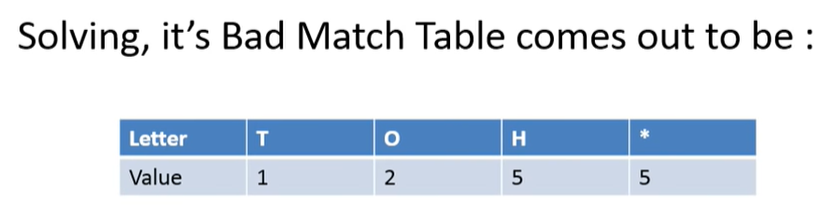 Solving, it's Bad Match Table comes out to be :
Letter T O H *
Value 1 2 5 5